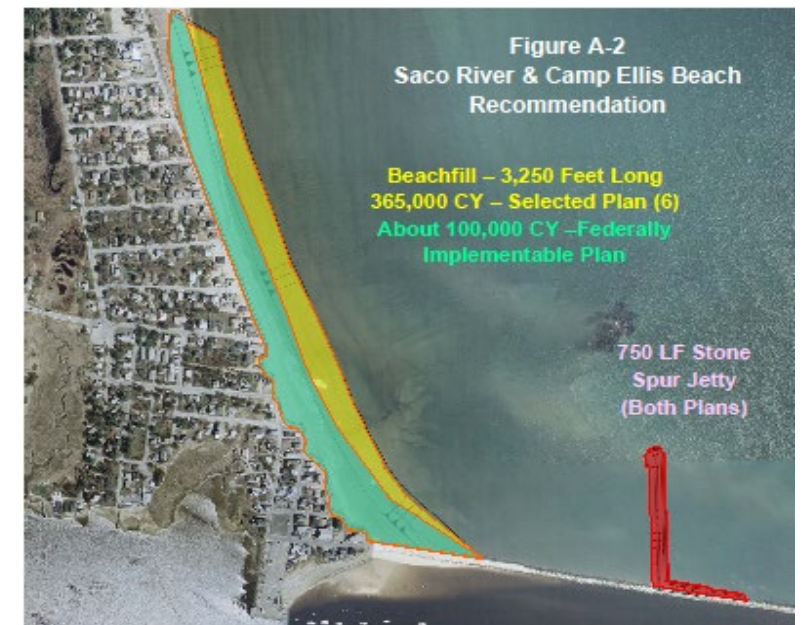 Figure A-2
Saco River & Camp Ellis Beach
Recommendation
Beachfill – 3,250 Feet Long
365,000 CY – Selected Plan (6)
About 100,000 CY –Federally
Implementable Plan
750 LF Stone
Spur Jetty
(Both Plans)